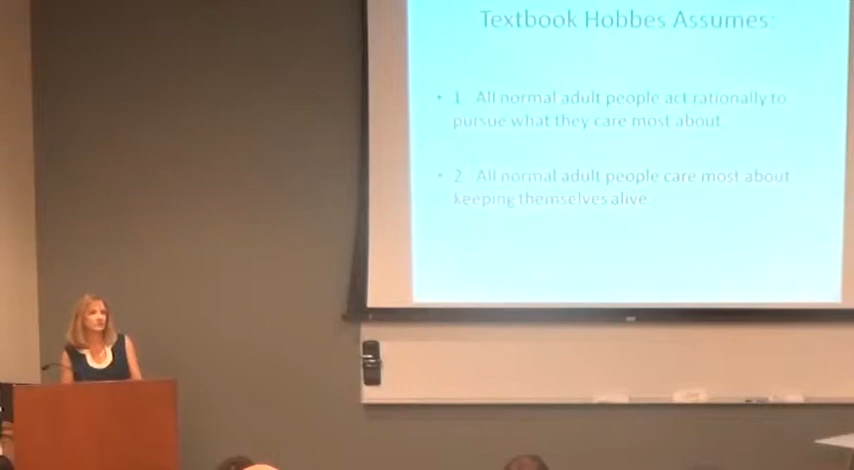 Textbook Hobbes Assumes:
• 1. All normal adult people act rationally to
pursue what they care most about
• 2. All normal adult people care most about
keeping themselves alive